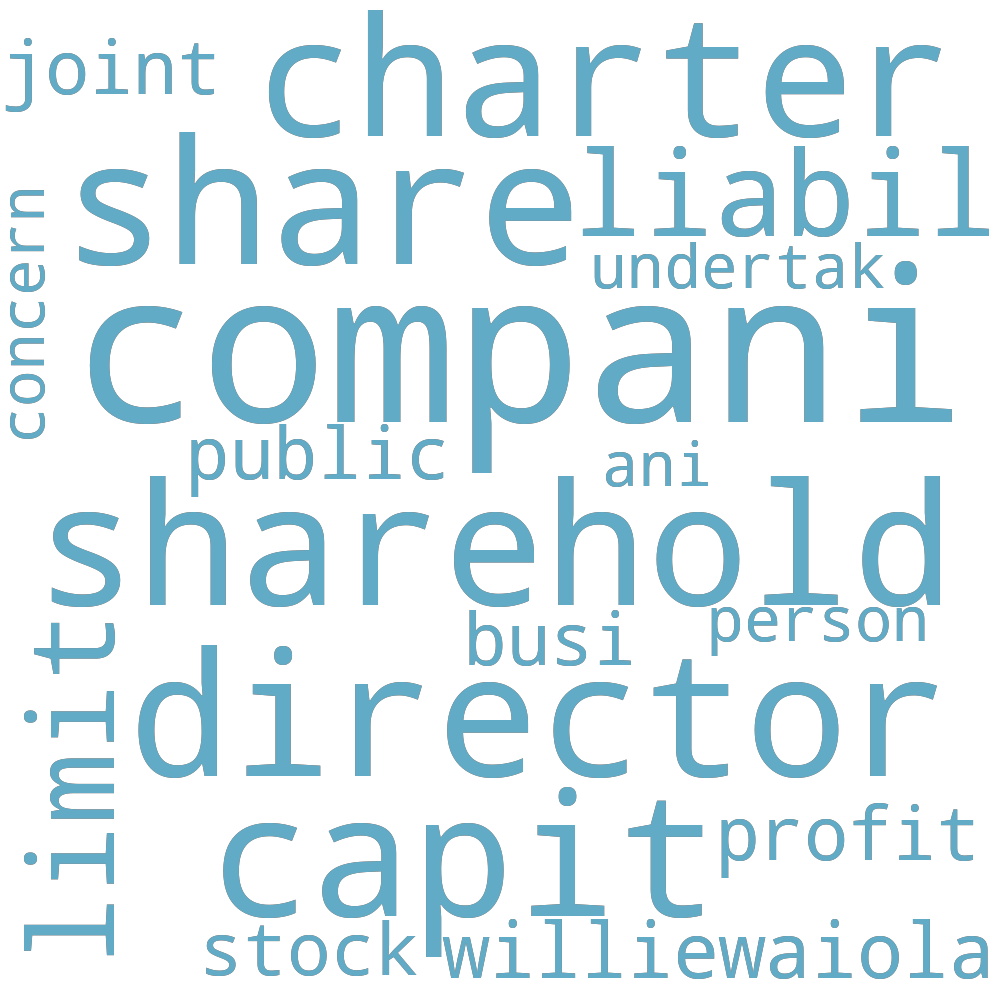 joint
charter
share
liabil
concern
undertak
compani
public
ani
sharehold
person
busi
limit
director
capit
profit
stock
williewaiola